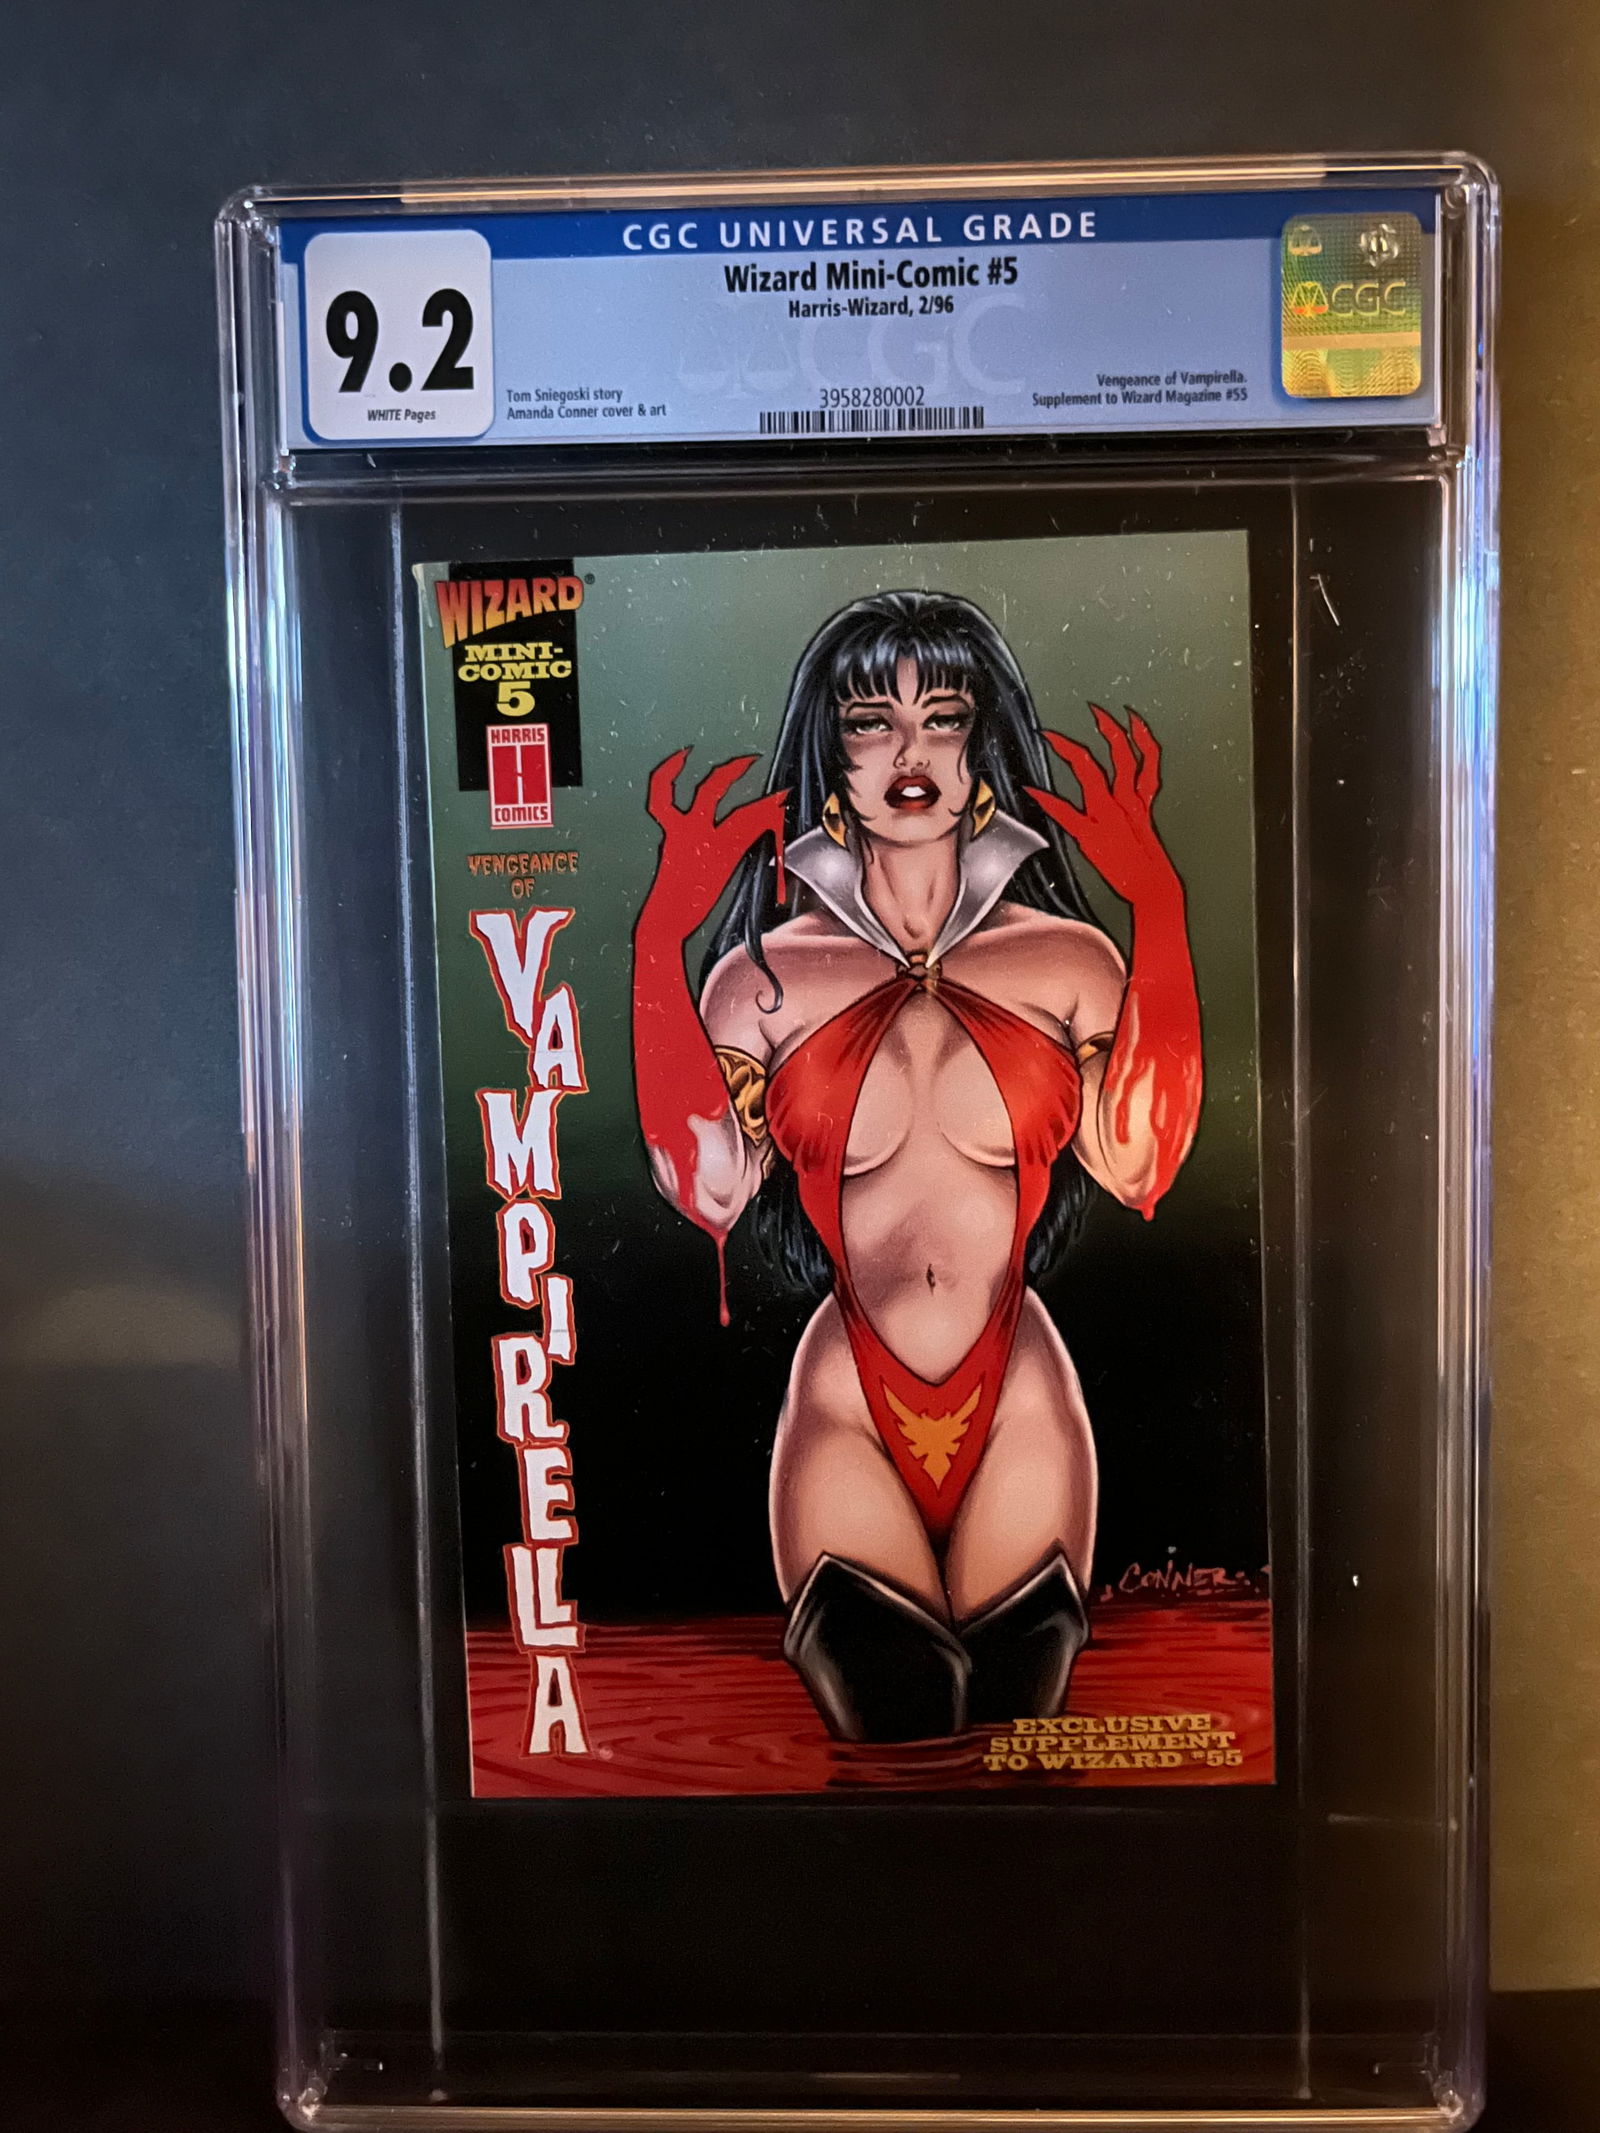 CGC UNIVERSAL GRADE
9.2
WHITE Pages
Wizard Mini-Comic #5
Harris-Wizard, 2/96
Tom Sniegoski story
Amanda Conner cover & art
3958280002
Vengeance of Vampirella.
Supplement to Wizard Magazine #55
CGC
CGC
WIZARD®
MINI-
COMIC
5
HARRIS
H
COMICS
VENGEANCE
OF
VAMPIRELLA
CONNER
EXCLUSIVE
SUPPLEMENT
TO WIZARD #55